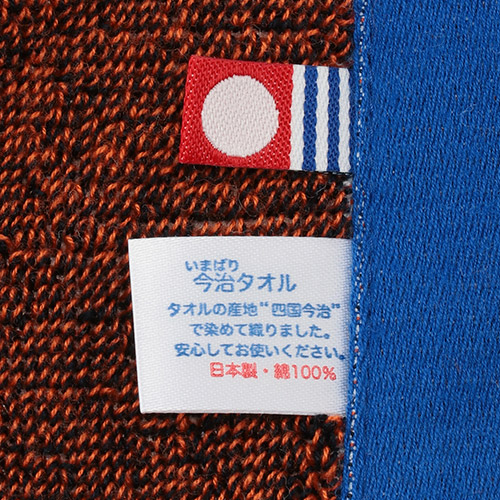 いまばり
今治タオル
タオルの産地“四国今治”
で染めて織りました。
安心してお使いください。
日本製・綿100%